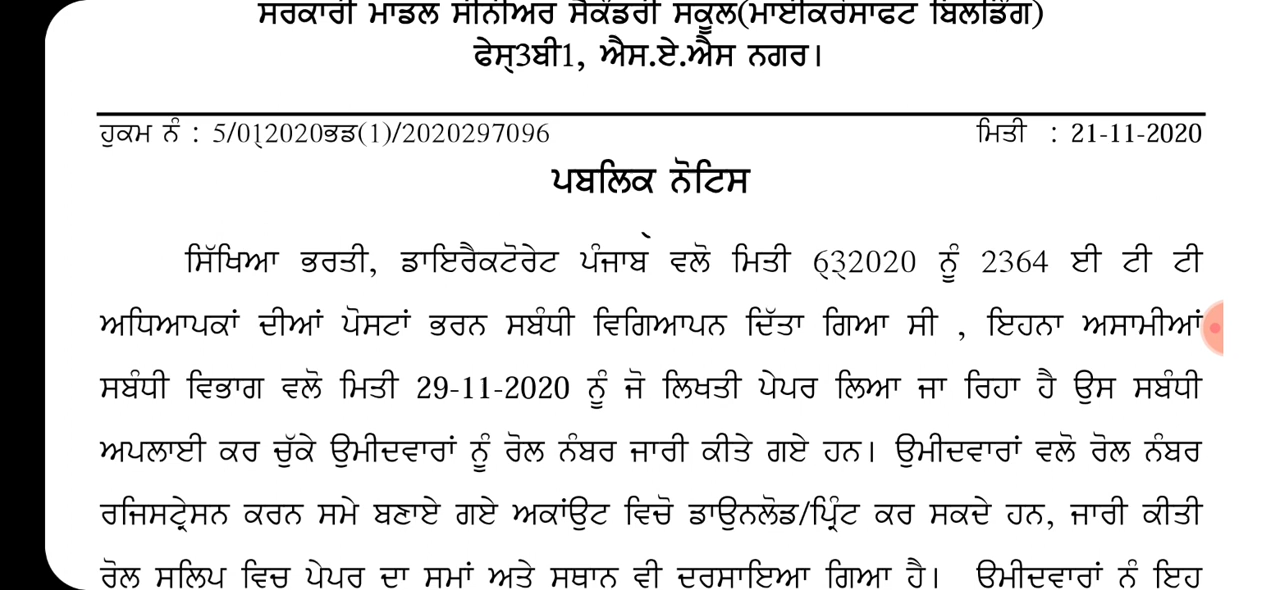 ਸਰਕਾਰੀ ਮਾਡਲ ਸੀਨੀਅਰ ਸੈਕੰਡਰੀ ਸਕੂਲ(ਮਾਈਕਰੋਸਾਫਟ ਬਿਲਡਿੰਗ)
ਫੇਸ੍3ਬੀ1, ਐਸ.ਏ.ਐਸ ਨਗਰ।
ਹੁਕਮ ਨੰ : 5/01੍2020ਭਡ(1)/2020297096 ਮਿਤੀ : 21-11-2020
ਪਬਲਿਕ ਨੋਟਿਸ
ਸਿੱਖਿਆ ਭਰਤੀ, ਡਾਇਰੈਕਟੋਰੇਟ ਪੰਜਾਬ ਵਲੋ ਮਿਤੀ 6੍3੍2020 ਨੂੰ 2364 ਈ ਟੀ ਟੀ
ਅਧਿਆਪਕਾਂ ਦੀਆਂ ਪੋਸਟਾਂ ਭਰਨ ਸਬੰਧੀ ਵਿਗਿਆਪਨ ਦਿੱਤਾ ਗਿਆ ਸੀ , ਇਹਨਾ ਅਸਾਮੀਆਂ
ਸਬੰਧੀ ਵਿਭਾਗ ਵਲੋ ਮਿਤੀ 29-11-2020 ਨੂੰ ਜੋ ਲਿਖਤੀ ਪੇਪਰ ਲਿਆ ਜਾ ਰਿਹਾ ਹੈ ਉਸ ਸਬੰਧੀ
ਅਪਲਾਈ ਕਰ ਚੁੱਕੇ ਉਮੀਦਵਾਰਾਂ ਨੂੰ ਰੋਲ ਨੰਬਰ ਜਾਰੀ ਕੀਤੇ ਗਏ ਹਨ। ਉਮੀਦਵਾਰਾਂ ਵਲੋ ਰੋਲ ਨੰਬਰ
ਰਜਿਸਟ੍ਰੇਸਨ ਕਰਨ ਸਮੇ ਬਣਾਏ ਗਏ ਅਕਾਂਉਟ ਵਿਚੋ ਡਾਉਨਲੋਡ/ਪ੍ਰਿੰਟ ਕਰ ਸਕਦੇ ਹਨ, ਜਾਰੀ ਕੀਤੀ
ਰੋਲ ਸਲਿਪ ਵਿਚ ਪੇਪਰ ਦਾ ਸਮਾਂ ਅਤੇ ਸਥਾਨ ਵੀ ਦਰਸਾਇਆ ਗਿਆ ਹੈ। ਉਮੀਦਵਾਰਾਂ ਨੂੰ ਇਹ